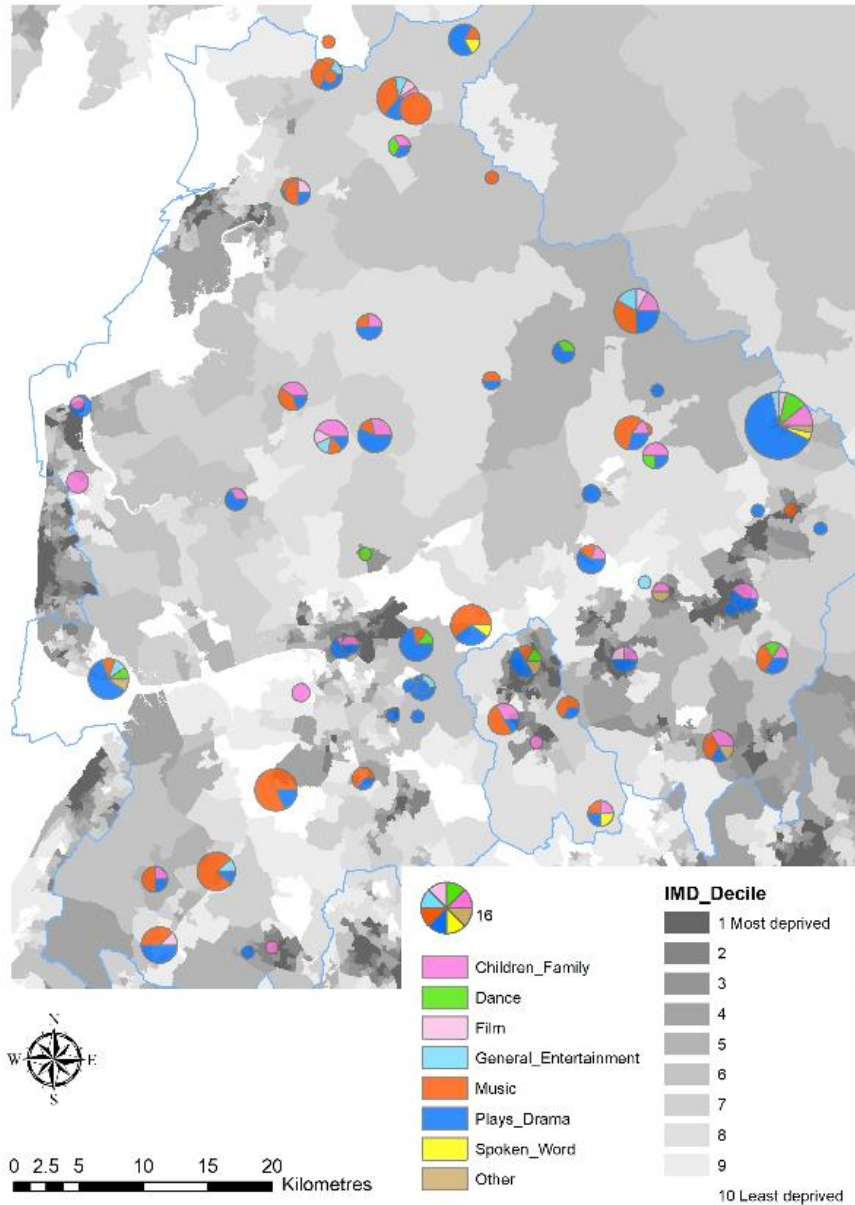 16
Children_Family
Dance
Film
General_Entertainment
Music
Plays_Drama
Spoken_Word
Other
IMD_Decile
1 Most deprived
2
3
4
5
6
7
8
9
10 Least deprived
N
W E
S
0 2.5 5 10 15 20
Kilometres